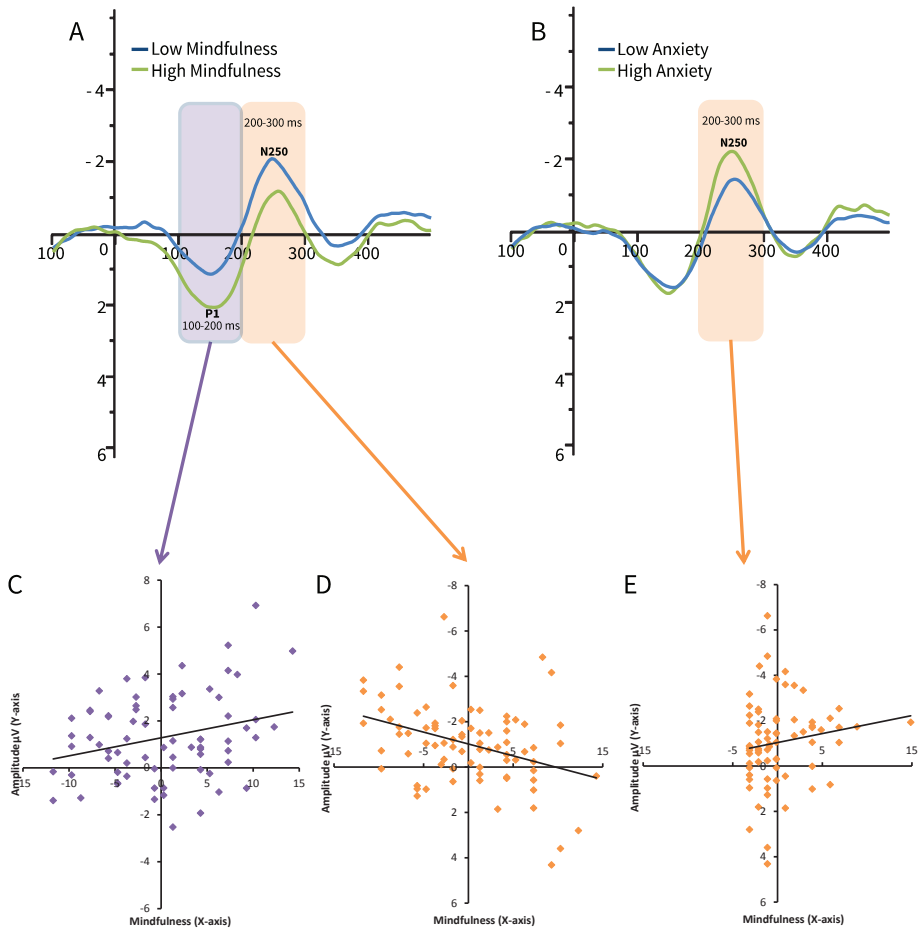 A
Low Mindfulness
High Mindfulness
- 4
- 2
200-300 ms
N250
100 0 100 200 300 400
2
P1
100-200 ms
4
6
B
Low Anxiety
High Anxiety
-4
-2
200-300 ms
N250
100 0 100 200 300 400
2
4
6
C
8
6
4
2
0
-2
-4
-6
-15 -10 -5 0 5 10 15
AmplitudeµV (Y-axis
Mindfulness (X-axis)
D
-8
-6
-4
-2
0
2
4
6
-15 -5 5 15
Amplitude µV (Y-axis)
Mindfulness (X-axis)
E
-8
-6
-4
-2
0
2
4
6
-15 -5 5 15
Amplitude µV (Y-axis)
Mindfulness (X-axis)